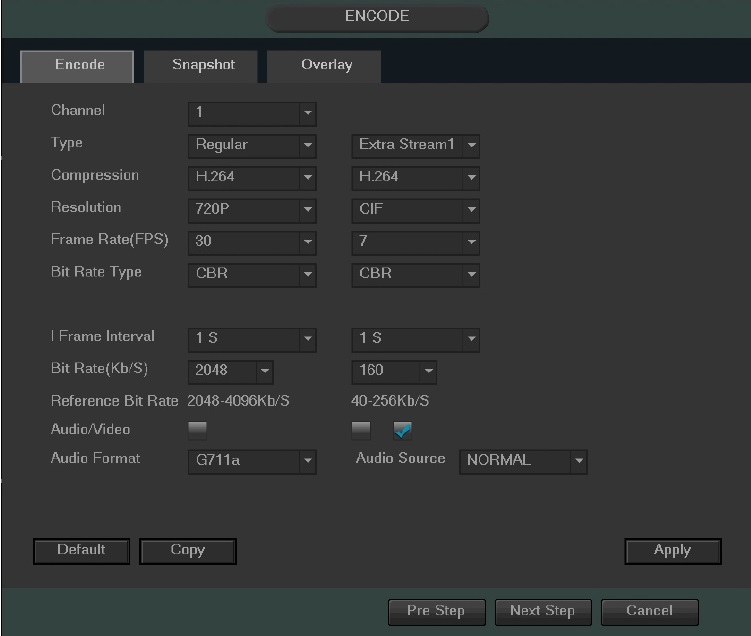 ENCODE
Encode Snapshot Overlay
Channel 1
Type Regular Extra Stream1
Compression H.264 H.264
Resolution 720P CIF
Frame Rate(FPS) 30 7
Bit Rate Type CBR CBR
I Frame Interval 1 S 1 S
Bit Rate(Kb/S) 2048 160
Reference Bit Rate 2048-4096Kb/S 40-256Kb/S
Audio/Video
Audio Format G711a Audio Source NORMAL
Default Copy Apply
Pre Step Next Step Cancel